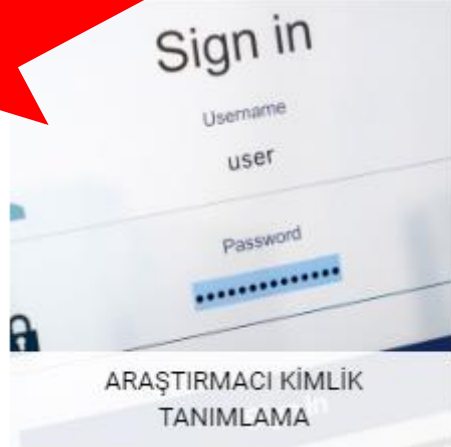 Sign in
Username
user
Password
••••••••••••••
ARAŞTIRMACI KİMLİK
TANIMLAMA